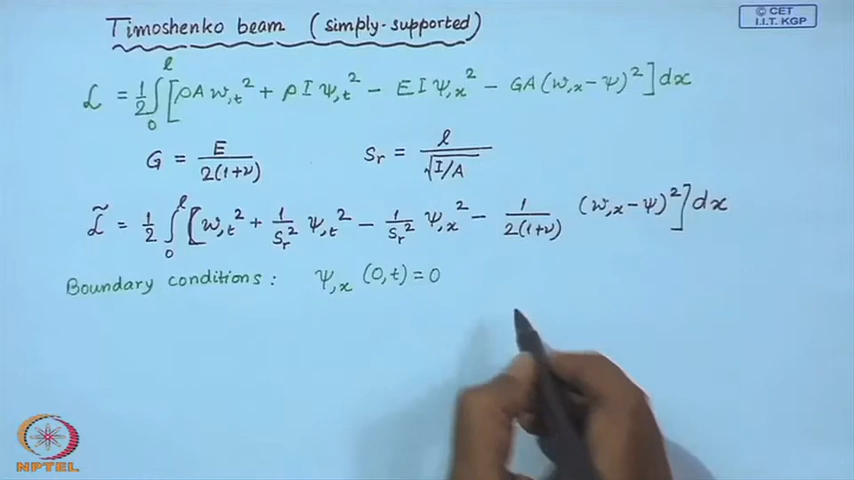 Timoshenko beam (simply-supported)
© CET
I.I.T. KGP
ℒ = 1/2 ∫₀ˡ [ρA w,t² + ρI ψ,t² − EI ψ,x² − GA (w,x − ψ)²] dx
G = E / 2(1+ν)    Sr = l / √(I/A)
ℒ̃ = 1/2 ∫₀ˡ [w,t² + 1/Sr² ψ,t² − 1/Sr² ψ,x² − 1/2(1+ν) (w,x − ψ)²] dx
Boundary conditions : ψ,x (0,t) = 0
NPTEL